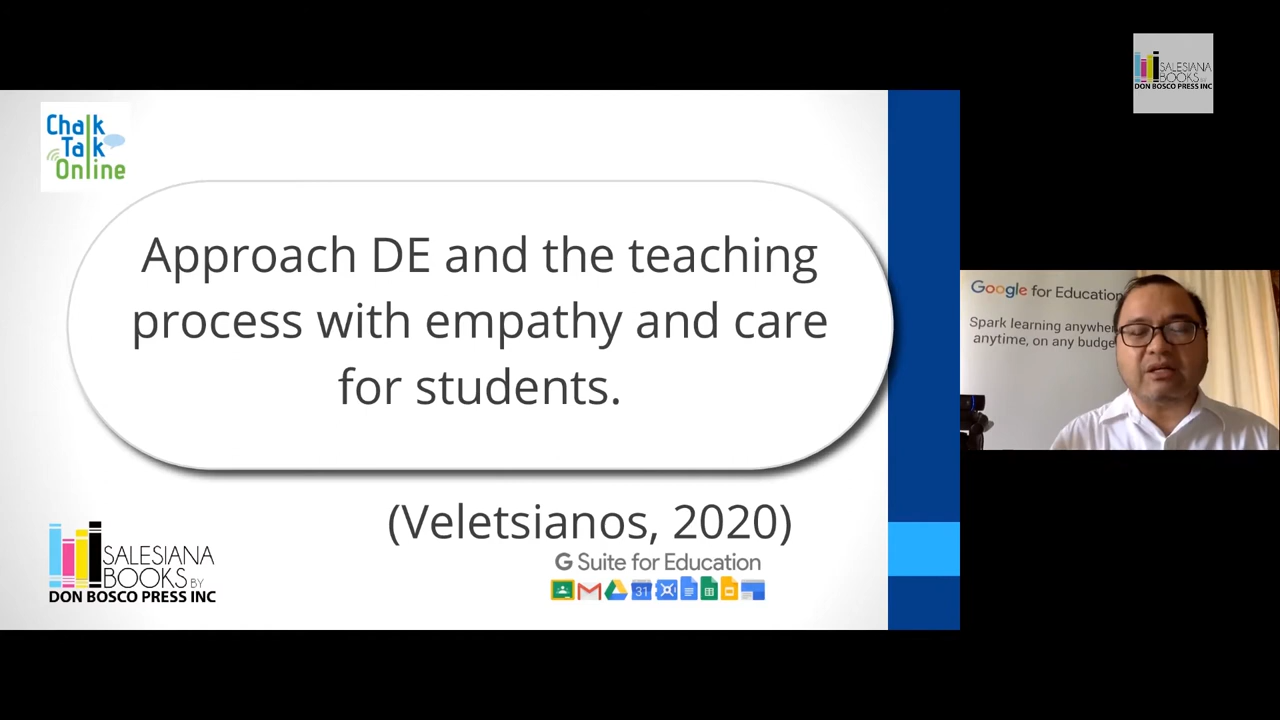 Chalk
Talk
Online
Approach DE and the teaching
process with empathy and care
for students.
(Veletsianos, 2020)
G Suite for Education
31
SALESIANA
BOOKS BY
DON BOSCO PRESS INC
SALESIANA
BOOKS BY
DON BOSCO PRESS INC
Google for Education
Spark learning
anytime, on any